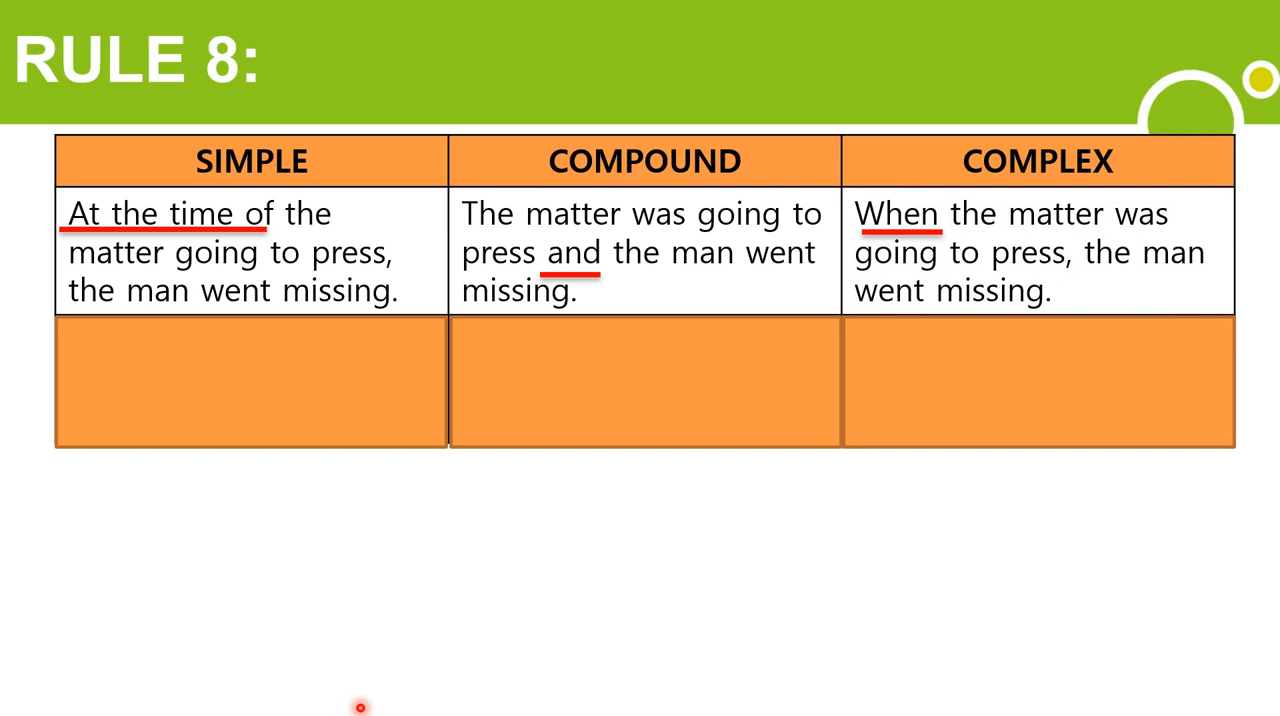 RULE 8:
SIMPLE
COMPOUND
COMPLEX
At the time of the
matter going to press,
the man went missing.
The matter was going to
press and the man went
missing.
When the matter was
going to press, the man
went missing.